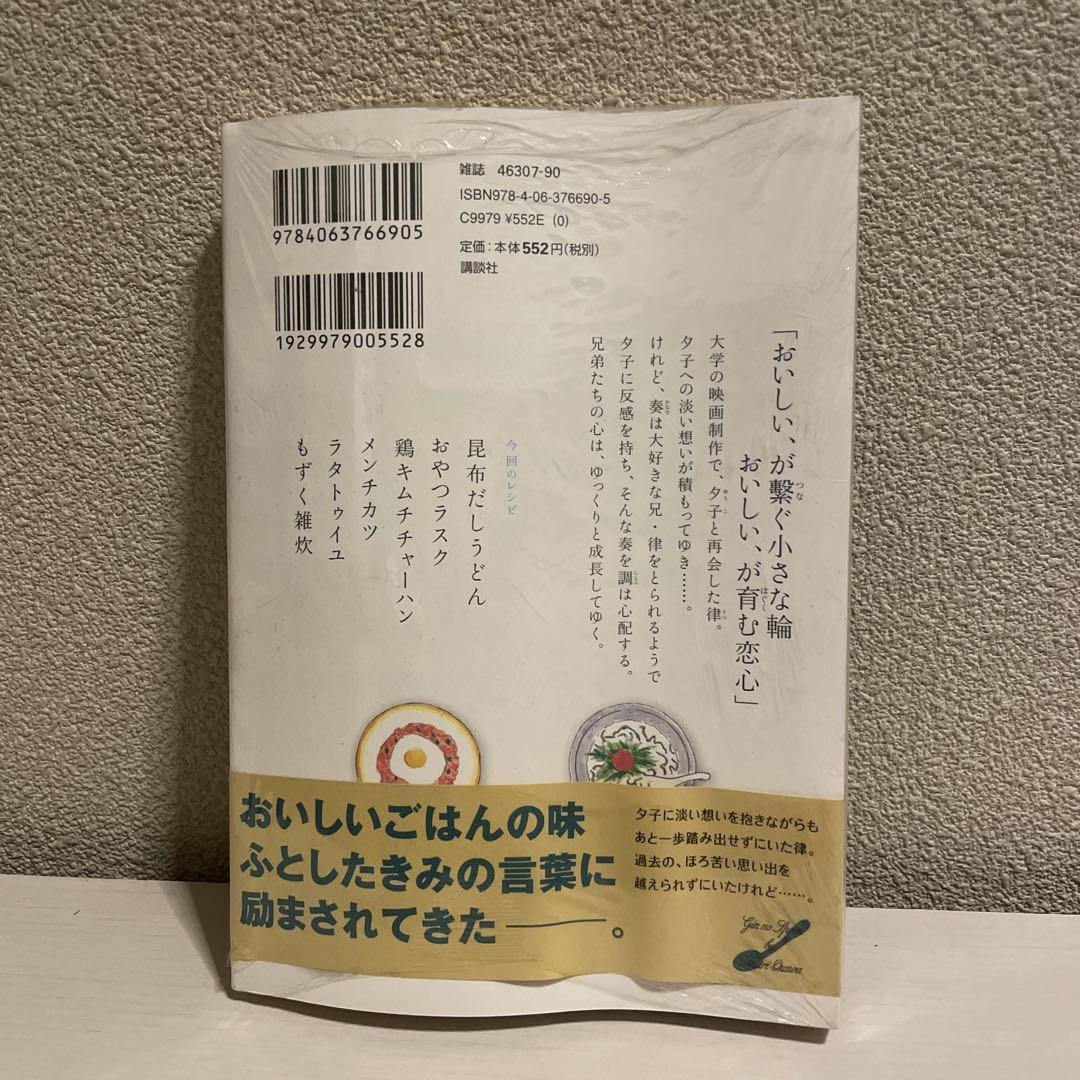 雑誌 46307-90
ISBN978-4-06-376690-5
C9979 ¥552E (0)
定価:本体552円(税別)
講談社
9784063766905
1929979005528
「おいしい、が繫ぐ小さな輪
おいしい、が育む恋心」
大学の映画制作で、夕子と再会した律。
夕子への淡い想いが積もってゆき……。
けれど、奏は大好きな兄・律をとられるようで
夕子に反感を持ち、そんな奏を調は心配する。
兄弟たちの心は、ゆっくりと成長してゆく。
今回のレシピ
昆布だしうどん
おやつラスク
鶏キムチチャーハン
メンチカツ
ラタトゥイユ
もずく雑炊
おいしいごはんの味
ふとしたきみの言葉に
励まされてきた――。
夕子に淡い想いを抱きながらも
あと一歩踏み出せずにいた律。
過去の、ほろ苦い思い出を
越えられずにいたけれど……。
Gin no
by
Ozawa